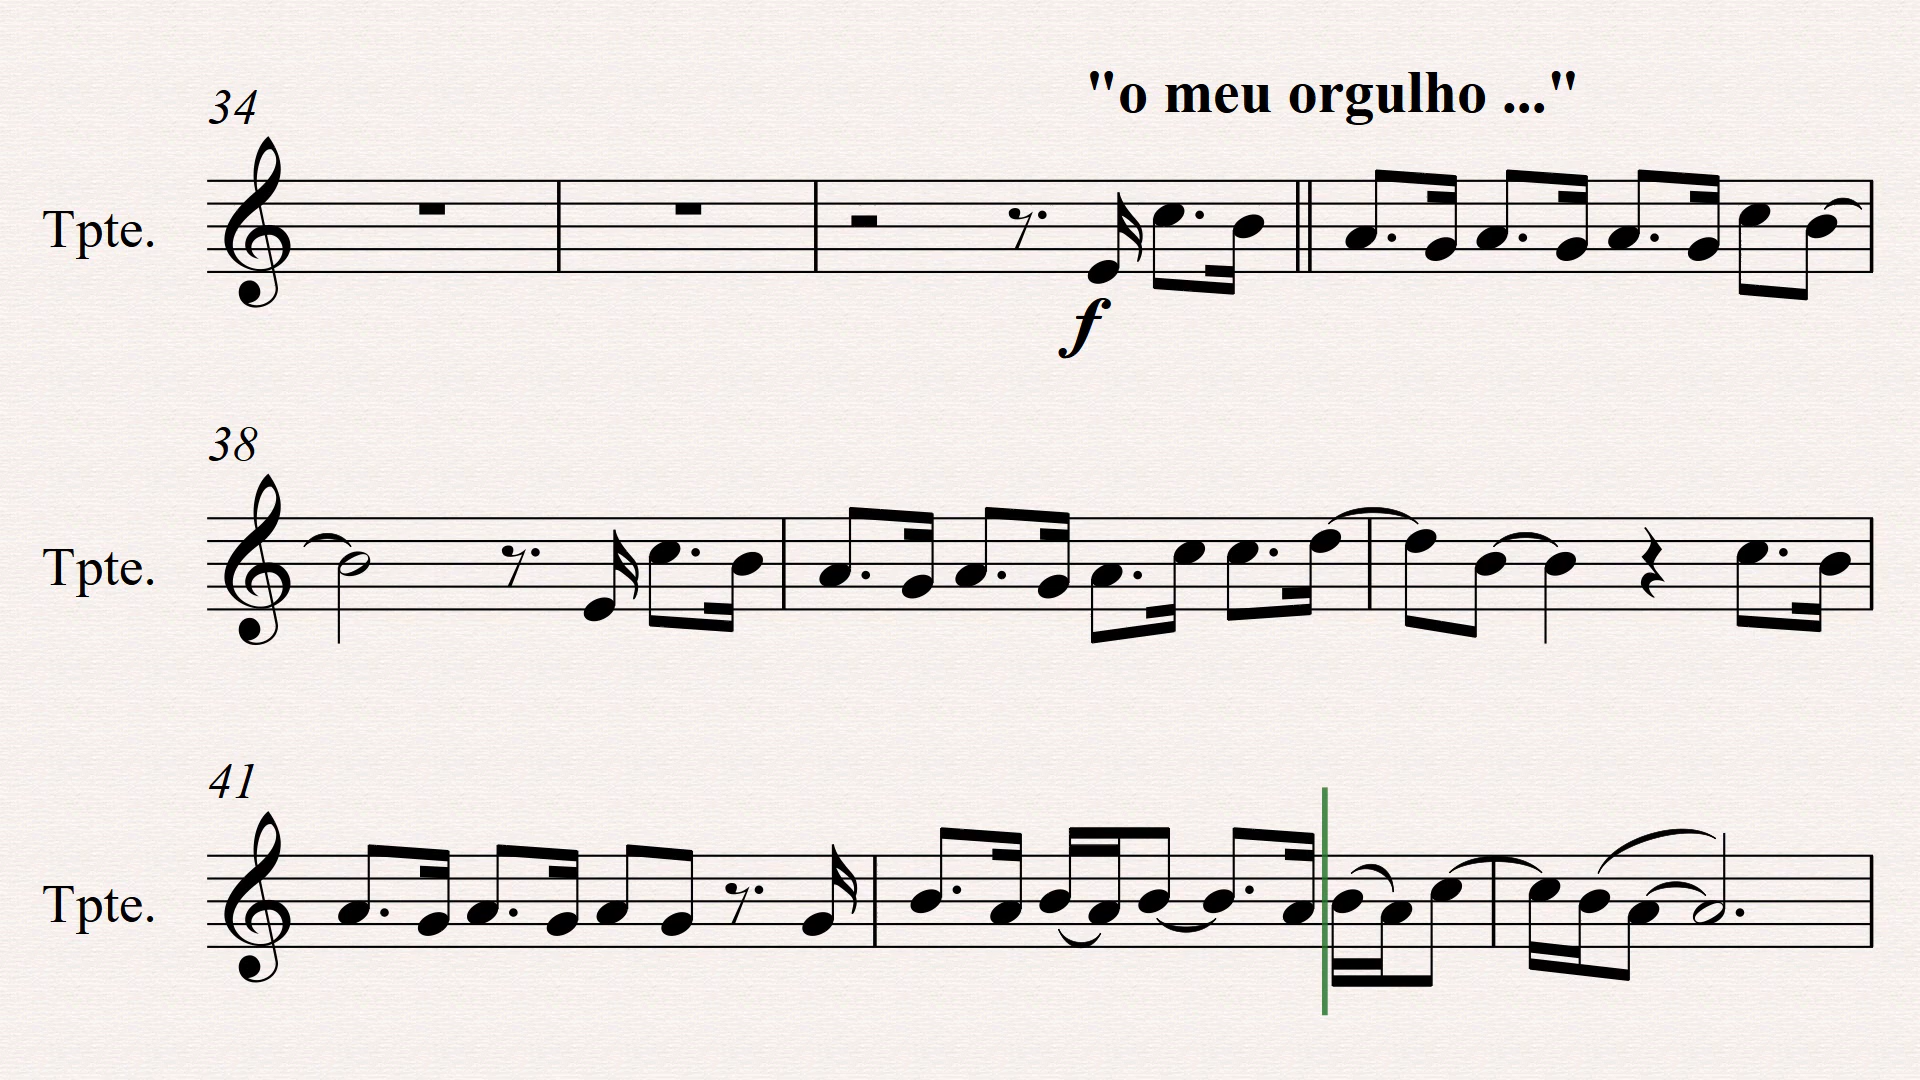 "o meu orgulho ..."
34
Tpte.
f
38
Tpte.
41
Tpte.